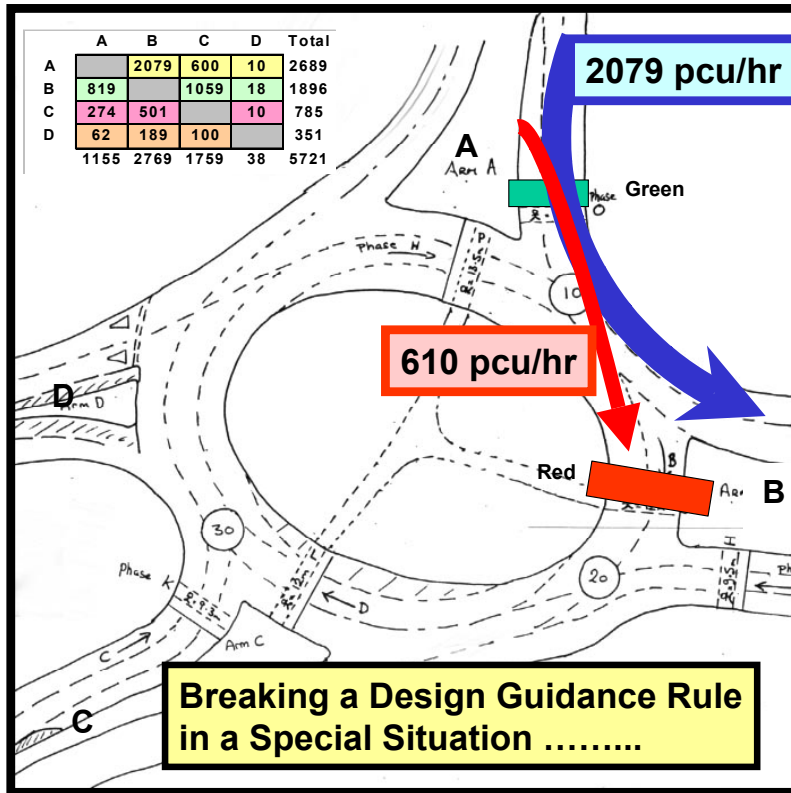 A B C D Total
A 2079 600 10 2689
B 819 1059 18 1896
C 274 501 10 785
D 62 189 100 351
1155 2769 1759 38 5721
2079 pcu/hr
A
Arm A
Green
Phase
O
Phase N
P
10
610 pcu/hr
D
Arm D
Red
B
B
30
20
H
Phase K
L
D
Arm C
C
C
Breaking a Design Guidance Rule
in a Special Situation ……...